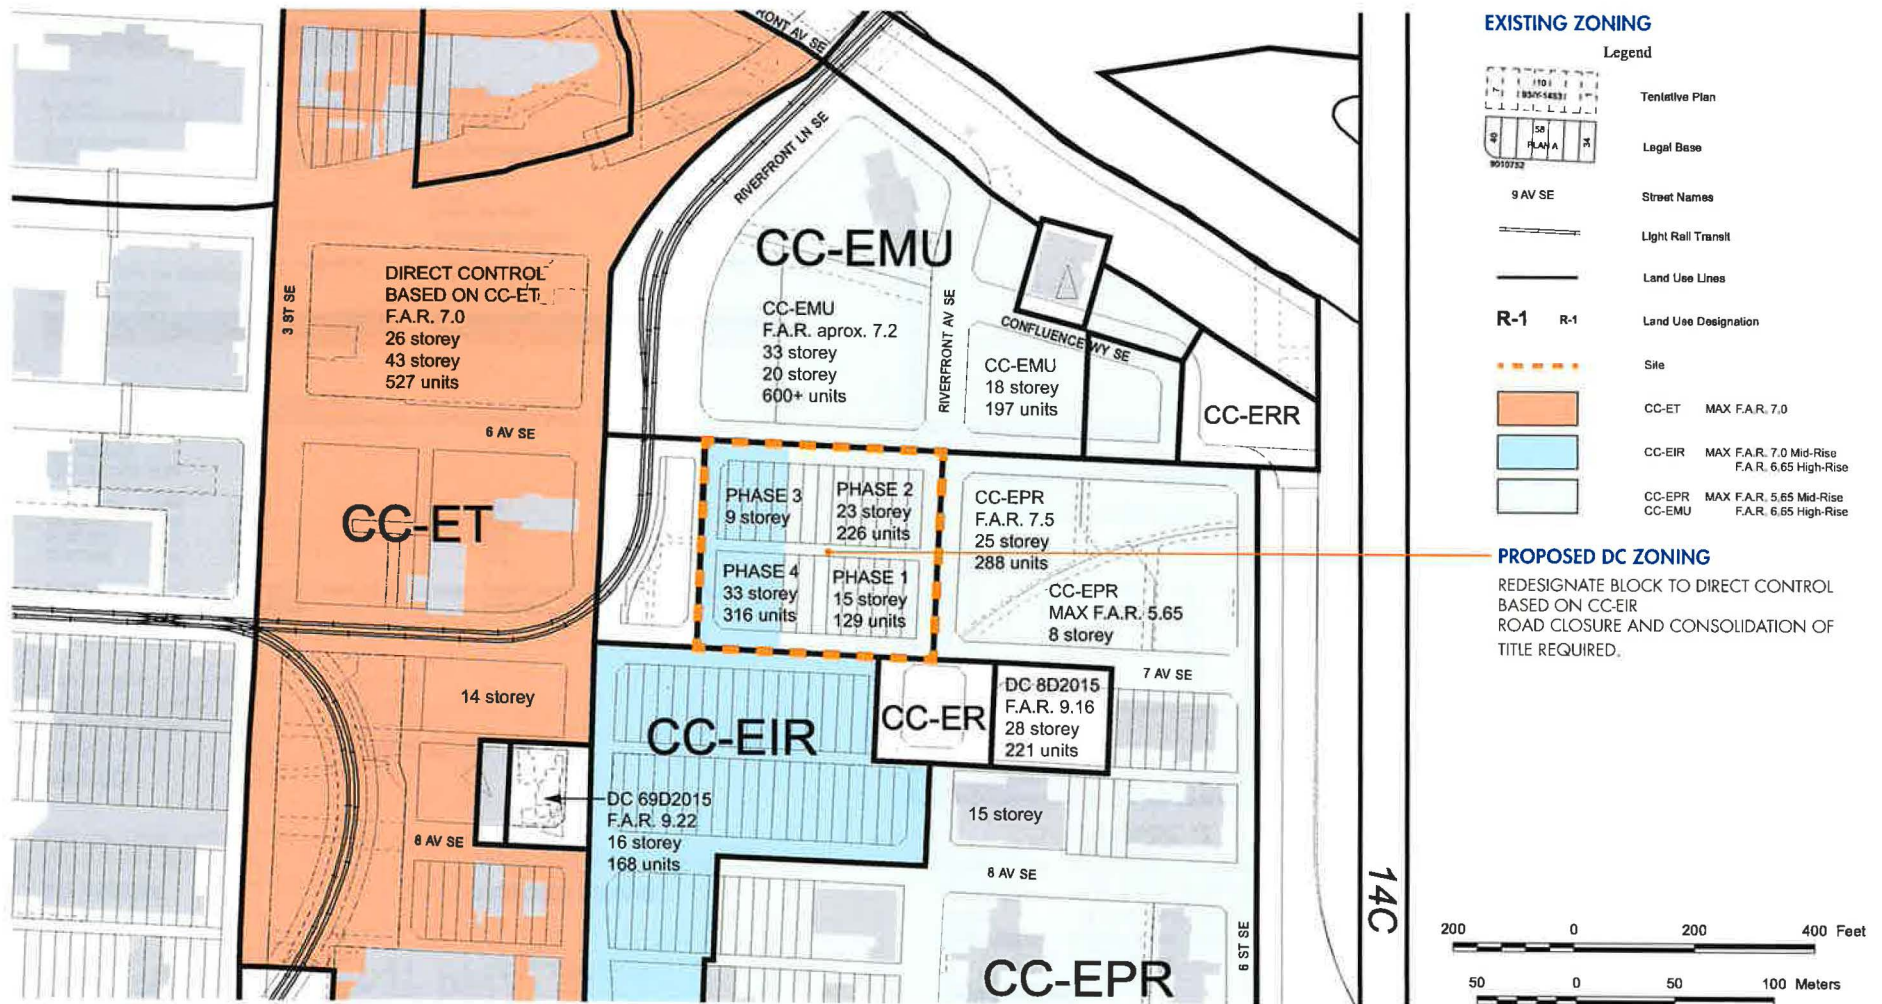 RONT AV SE
RIVERFRONT LN SE
3 ST SE
DIRECT CONTROL
BASED ON CC-ET
F.A.R. 7.0
26 storey
43 storey
527 units
CC-EMU
CC-EMU
F.A.R. aprox. 7.2
33 storey
20 storey
600+ units
RIVERFRONT AV SE
CONFLUENCE WY SE
CC-EMU
18 storey
197 units
CC-ERR
6 AV SE
CC-ET
PHASE 3
9 storey
PHASE 2
23 storey
226 units
PHASE 4
33 storey
316 units
PHASE 1
15 storey
129 units
CC-EPR
F.A.R. 7.5
25 storey
288 units
CC-EPR
MAX F.A.R. 5.65
8 storey
7 AV SE
14 storey
CC-EIR
CC-ER
DC 8D2015
F.A.R. 9.16
28 storey
221 units
DC 69D2015
F.A.R. 9.22
16 storey
168 units
8 AV SE
15 storey
8 AV SE
6 ST SE
CC-EPR
14C
EXISTING ZONING
Legend
7
10
1
Tentative Plan
40
58
PLAN A
34
9010752
Legal Base
9 AV SE
Street Names
Light Rail Transit
Land Use Lines
R-1 R-1
Land Use Designation
Site
CC-ET MAX F.A.R. 7.0
CC-EIR MAX F.A.R. 7.0 Mid-Rise
F.A.R. 6.65 High-Rise
CC-EPR MAX F.A.R. 5.65 Mid-Rise
CC-EMU F.A.R. 6.65 High-Rise
PROPOSED DC ZONING
REDESIGNATE BLOCK TO DIRECT CONTROL
BASED ON CC-EIR
ROAD CLOSURE AND CONSOLIDATION OF
TITLE REQUIRED.
200 0 200 400 Feet
50 0 50 100 Meters